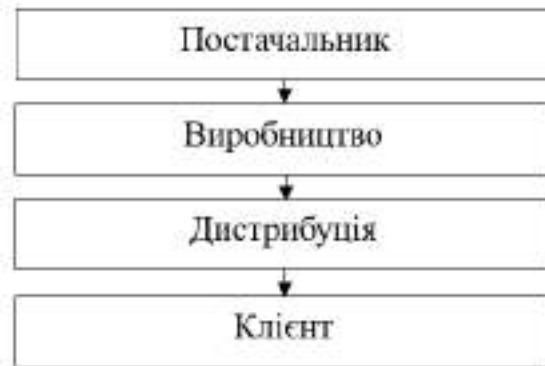 Постачальник
Виробництво
Дистрибуція
Клієнт